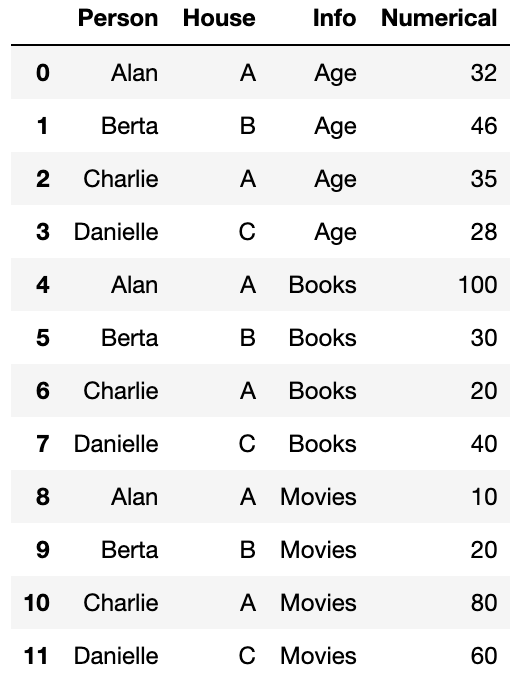 Person House Info Numerical
0 Alan A Age 32
1 Berta B Age 46
2 Charlie A Age 35
3 Danielle C Age 28
4 Alan A Books 100
5 Berta B Books 30
6 Charlie A Books 20
7 Danielle C Books 40
8 Alan A Movies 10
9 Berta B Movies 20
10 Charlie A Movies 80
11 Danielle C Movies 60